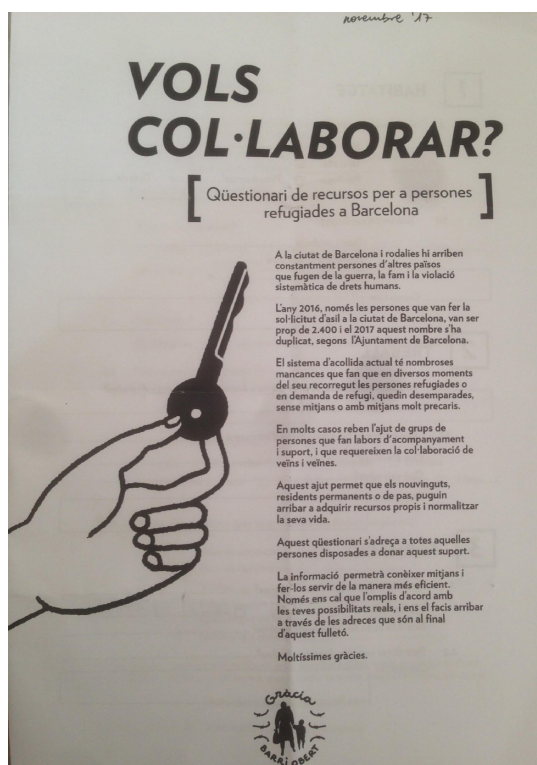 novembre '17
VOLS
COL·LABORAR?
Qüestionari de recursos per a persones
refugiades a Barcelona
A la ciutat de Barcelona i rodalies hi arriben
constantment persones d'altres països
que fugen de la guerra, la fam i la violació
sistemàtica de drets humans.
L'any 2016, només les persones que van fer la
sol·licitut d'asil a la ciutat de Barcelona, van ser
prop de 2.400 i el 2017 aquest nombre s'ha
duplicat, segons l'Ajuntament de Barcelona.
El sistema d'acollida actual té nombroses
mancances que fan que en diversos moments
del seu recorregut les persones refugiades o
en demanda de refugi, quedin desemparades,
sense mitjans o amb mitjans molt precaris.
En molts casos reben l'ajut de grups de
persones que fan labors d'acompanyament
i suport, i que requereixen la col·laboració de
veïns i veïnes.
Aquest ajut permet que els nouvinguts,
residents permanents o de pas, puguin
arribar a adquirir recursos propis i normalitzar
la seva vida.
Aquest qüestionari s'adreça a totes aquelles
persones disposades a donar aquest suport.
La informació permetrà conèixer mitjans i
fer-los servir de la manera més eficient.
Només ens cal que l'omplis d'acord amb
les teves possibilitats reals, i ens el facis arribar
a través de les adreces que són al final
d'aquest fulletó.
Moltíssimes gràcies.
Gràcia
BARRI OBERT